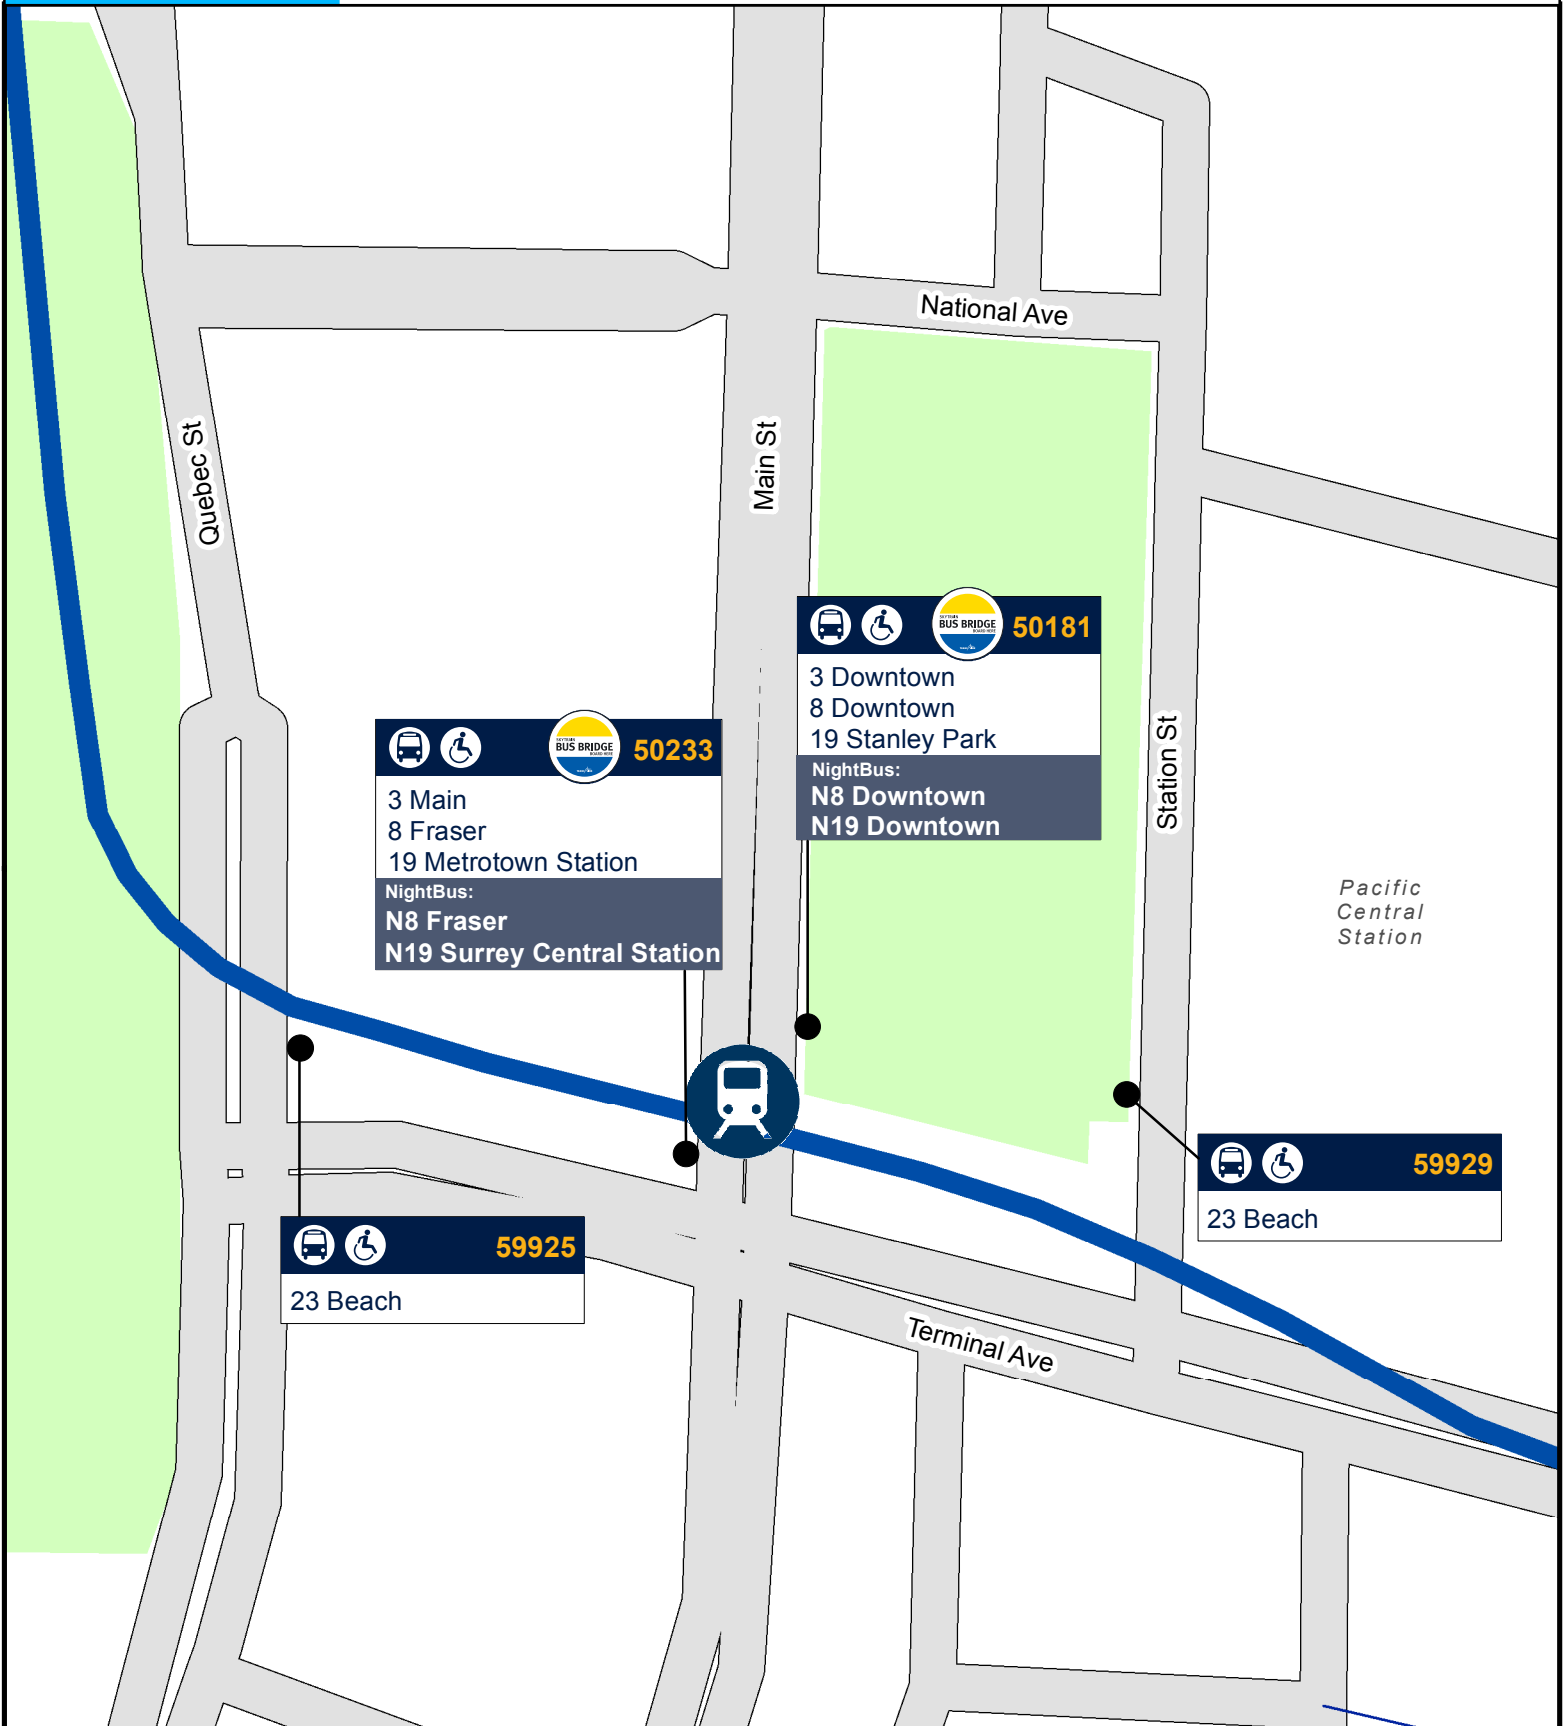 National Ave
Quebec St
Main St
BUS BRIDGE
50181
3 Downtown
8 Downtown
19 Stanley Park
NightBus:
N8 Downtown
N19 Downtown
BUS BRIDGE
50233
3 Main
8 Fraser
19 Metrotown Station
NightBus:
N8 Fraser
N19 Surrey Central Station
Station St
Pacific
Central
Station
59929
23 Beach
59925
23 Beach
Terminal Ave